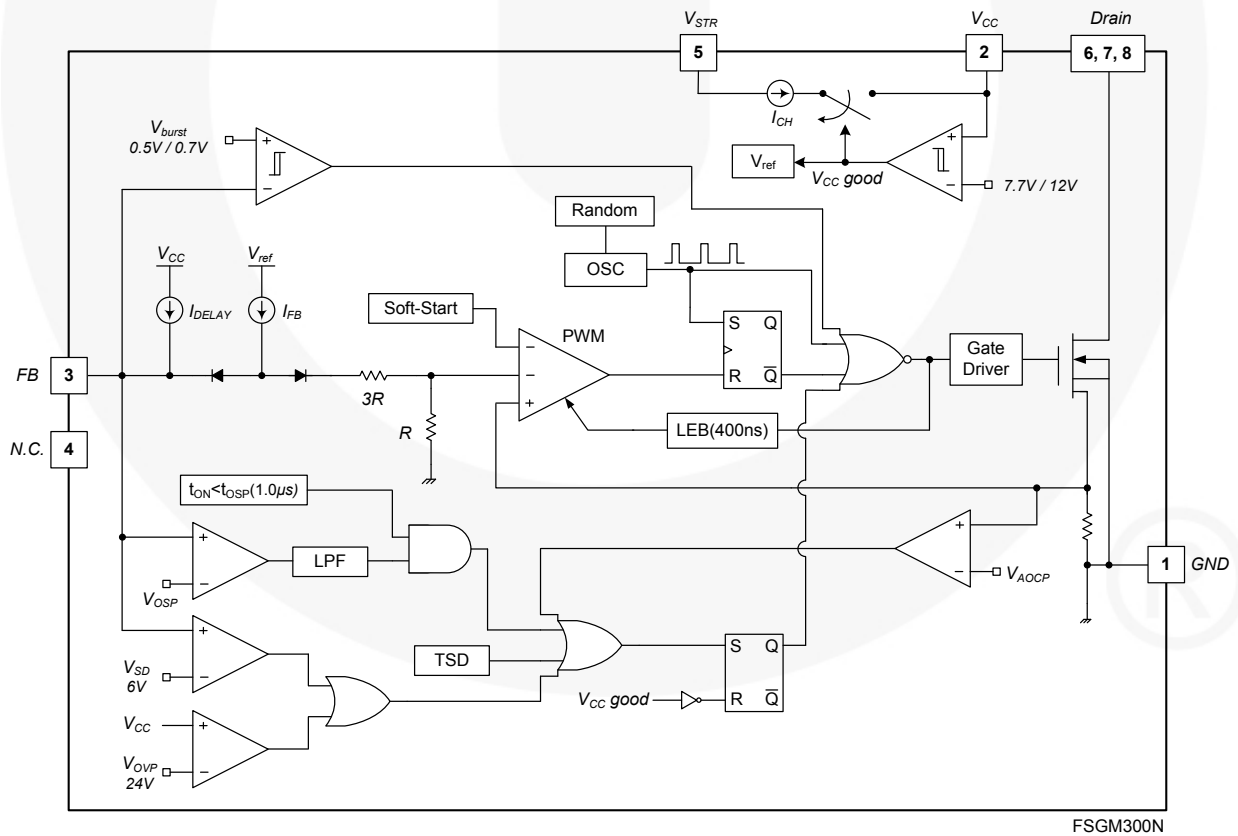 VSTR
VCC
Drain
5
2
6, 7, 8
ICH
Vburst
0.5V / 0.7V
+
−
Vref
VCC good
+
−
7.7V / 12V
Random
OSC
VCC
Vref
IDELAY
IFB
Soft-Start
PWM
−
−
+
S Q
R Q̅
Gate
Driver
FB
3
3R
R
LEB(400ns)
N.C.
4
tON<tOSP(1.0µs)
+
−
VOSP
LPF
+
−
VAOCP
1
GND
®
+
−
VSD
6V
TSD
S Q
R Q̅
VCC good
VCC
+
−
VOVP
24V
FSGM300N